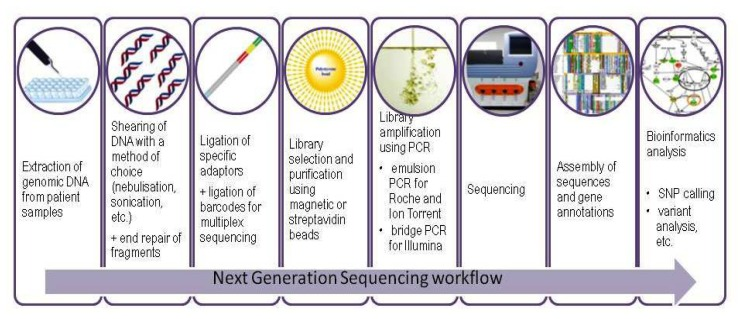 Extraction of
genomic DNA
from patient
samples
Shearing of
DNA with a
method of
choice
(nebulisation,
sonication,
etc.)
+ end repair of
fragments
Ligation of
specific
adaptors
+ ligation of
barcodes for
multiplex
sequencing
Library
selection and
purification
using
magnetic or
streptavidin
beads
Library
amplification
using PCR
• emulsion
PCR for
Roche and
Ion Torrent
• bridge PCR
for Illumina
Sequencing
Assembly of
sequences
and gene
annotations
Bioinformatics
analysis
• SNP calling
• variant
analysis,
etc.
Next Generation Sequencing workflow